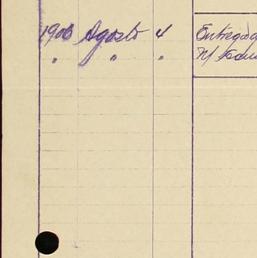 1906 Agosto 4 Entregad
" " " N/